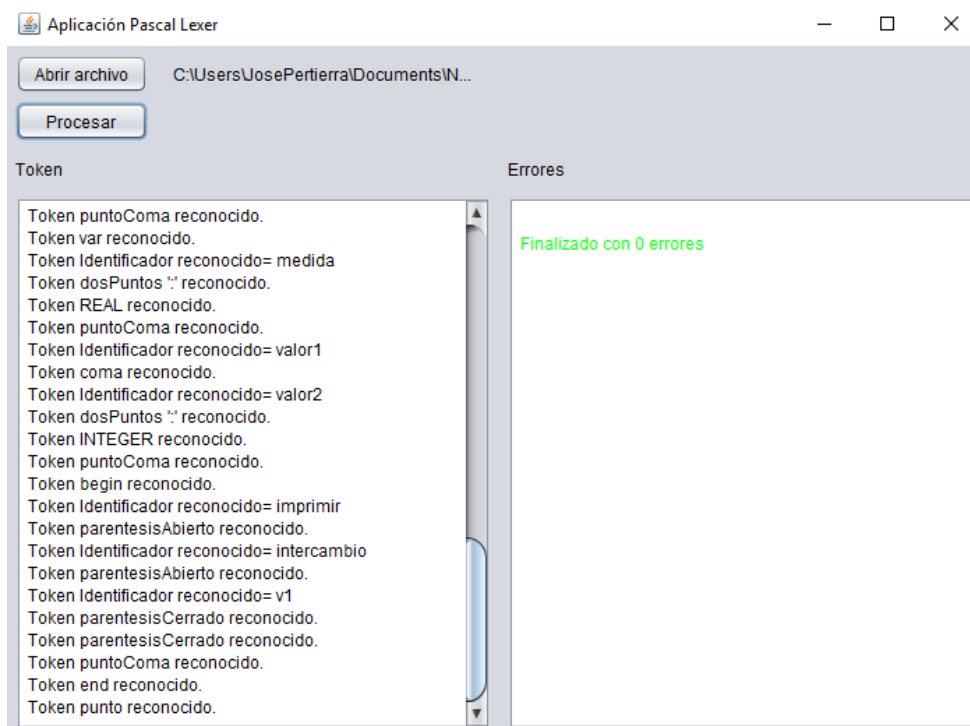 Aplicación Pascal Lexer
Abrir archivo
C:\Users\JosePertierra\Documents\N...
Procesar
Token
Errores
Token puntoComa reconocido.
Token var reconocido.
Token Identificador reconocido= medida
Token dosPuntos ':' reconocido.
Token REAL reconocido.
Token puntoComa reconocido.
Token Identificador reconocido= valor1
Token coma reconocido.
Token Identificador reconocido= valor2
Token dosPuntos ':' reconocido.
Token INTEGER reconocido.
Token puntoComa reconocido.
Token begin reconocido.
Token Identificador reconocido= imprimir
Token parentesisAbierto reconocido.
Token Identificador reconocido= intercambio
Token parentesisAbierto reconocido.
Token Identificador reconocido= v1
Token parentesisCerrado reconocido.
Token parentesisCerrado reconocido.
Token puntoComa reconocido.
Token end reconocido.
Token punto reconocido.
Finalizado con 0 errores